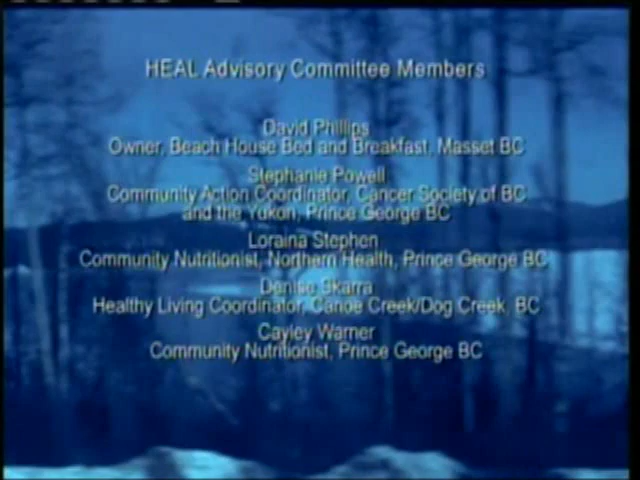 HEAL Advisory Committee Members
David Phillips
Owner, Beach House Bed and Breakfast, Masset BC
Stephanie Powell
Community Action Coordinator, Cancer Society of BC
and the Yukon, Prince George BC
Loraina Stephen
Community Nutritionist, Northern Health, Prince George BC
Denise Skarra
Healthy Living Coordinator, Canoe Creek/Dog Creek, BC
Cayley Warner
Community Nutritionist, Prince George BC